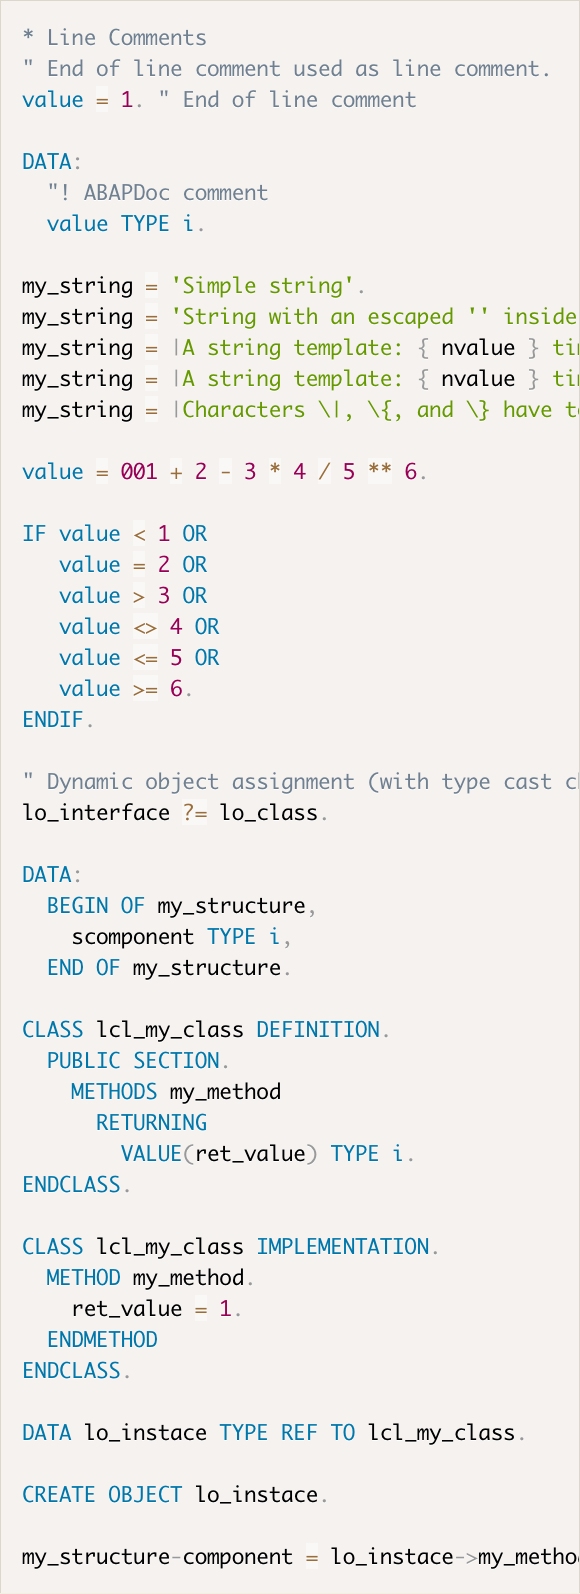 * Line Comments
" End of line comment used as line comment.
value = 1. " End of line comment

DATA:
  "! ABAPDoc comment
  value TYPE i.

my_string = 'Simple string'.
my_string = 'String with an escaped '' inside
my_string = |A string template: { nvalue }
my_string = |A string template: { nvalue }
my_string = |Characters \|, \{, and \} have

value = 001 + 2 - 3 * 4 / 5 ** 6.

IF value < 1 OR
   value = 2 OR
   value > 3 OR
   value <> 4 OR
   value <= 5 OR
   value >= 6.
ENDIF.

" Dynamic object assignment (with type cast
lo_interface ?= lo_class.

DATA:
  BEGIN OF my_structure,
    scomponent TYPE i,
  END OF my_structure.

CLASS lcl_my_class DEFINITION.
  PUBLIC SECTION.
    METHODS my_method
      RETURNING
        VALUE(ret_value) TYPE i.
ENDCLASS.

CLASS lcl_my_class IMPLEMENTATION.
  METHOD my_method.
    ret_value = 1.
  ENDMETHOD
ENDCLASS.

DATA lo_instace TYPE REF TO lcl_my_class.

CREATE OBJECT lo_instace.

my_structure-component = lo_instace->my_metho